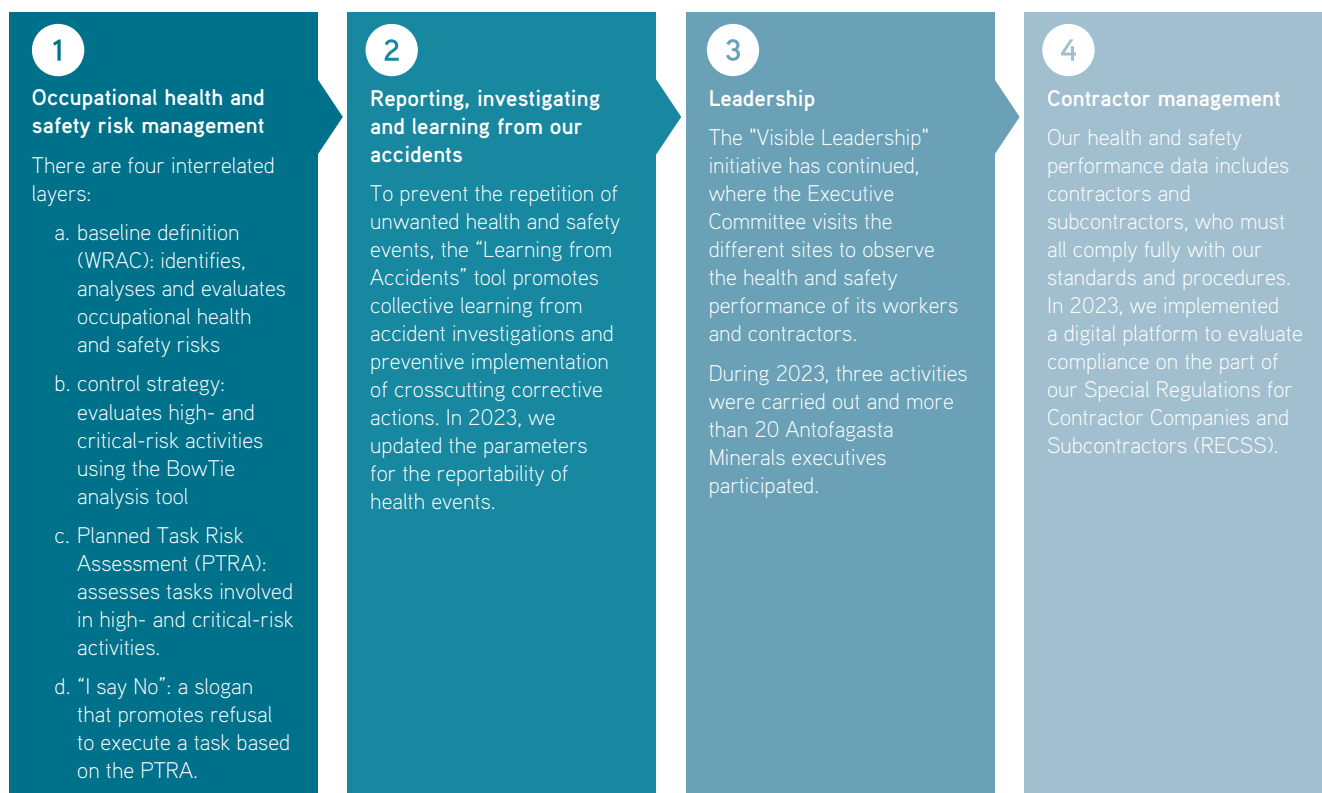 1
Occupational health and
safety risk management
There are four interrelated
layers:
a. baseline definition
(WRAC): identifies,
analyses and evaluates
occupational health
and safety risks
b. control strategy:
evaluates high- and
critical-risk activities
using the BowTie
analysis tool
c. Planned Task Risk
Assessment (PTRA):
assesses tasks involved
in high- and critical-risk
activities.
d. “I say No”: a slogan
that promotes refusal
to execute a task based
on the PTRA.
2
Reporting, investigating
and learning from our
accidents
To prevent the repetition of
unwanted health and safety
events, the “Learning from
Accidents” tool promotes
collective learning from
accident investigations and
preventive implementation
of crosscutting corrective
actions. In 2023, we
updated the parameters
for the reportability of
health events.
3
Leadership
The "Visible Leadership"
initiative has continued,
where the Executive
Committee visits the
different sites to observe
the health and safety
performance of its workers
and contractors.
During 2023, three activities
were carried out and more
than 20 Antofagasta
Minerals executives
participated.
4
Contractor management
Our health and safety
performance data includes
contractors and
subcontractors, who must
all comply fully with our
standards and procedures.
In 2023, we implemented
a digital platform to evaluate
compliance on the part of
our Special Regulations for
Contractor Companies and
Subcontractors (RECSS).